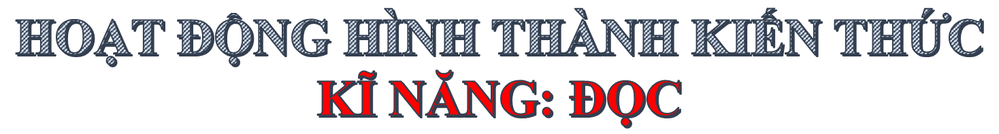 HOẠT ĐỘNG HÌNH THÀNH KIẾN THỨC
KĨ NĂNG: ĐỌC